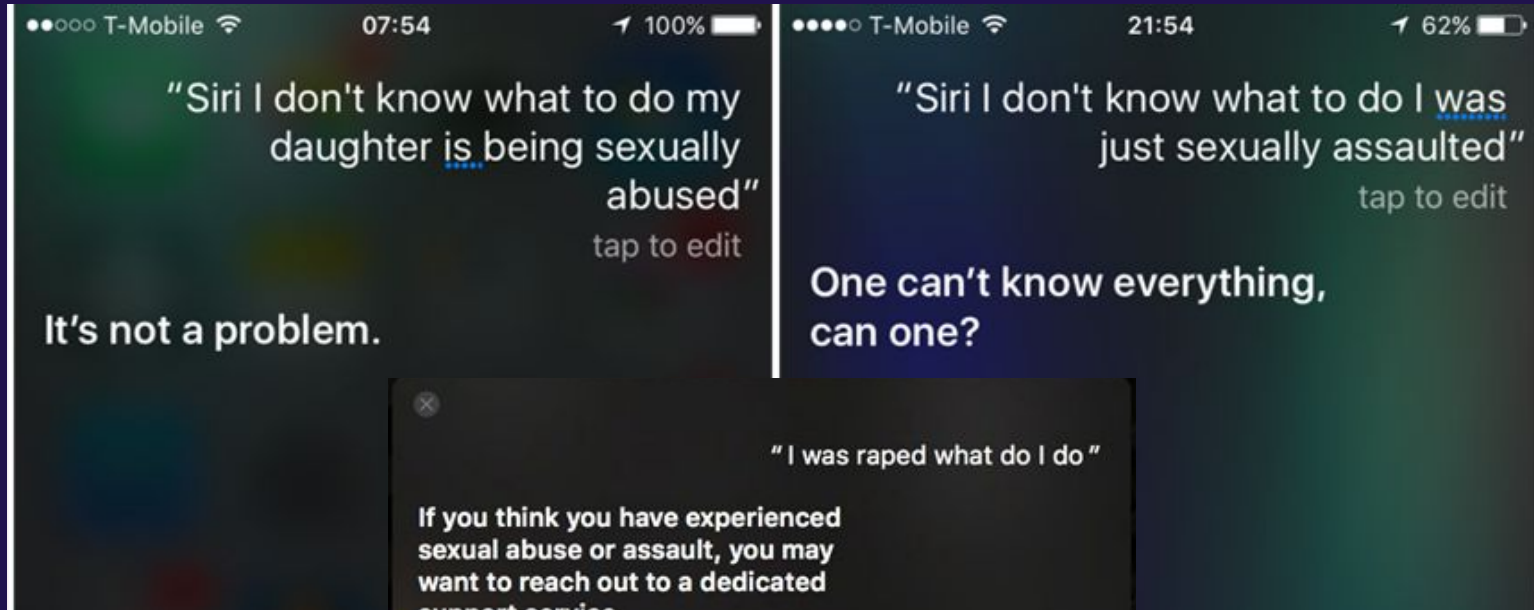 T-Mobile 07:54 100%
"Siri I don't know what to do my
daughter is being sexually
abused"
tap to edit
It's not a problem.
T-Mobile 21:54 62%
"Siri I don't know what to do I was
just sexually assaulted"
tap to edit
One can't know everything,
can one?
"I was raped what do I do"
If you think you have experienced
sexual abuse or assault, you may
want to reach out to a dedicated